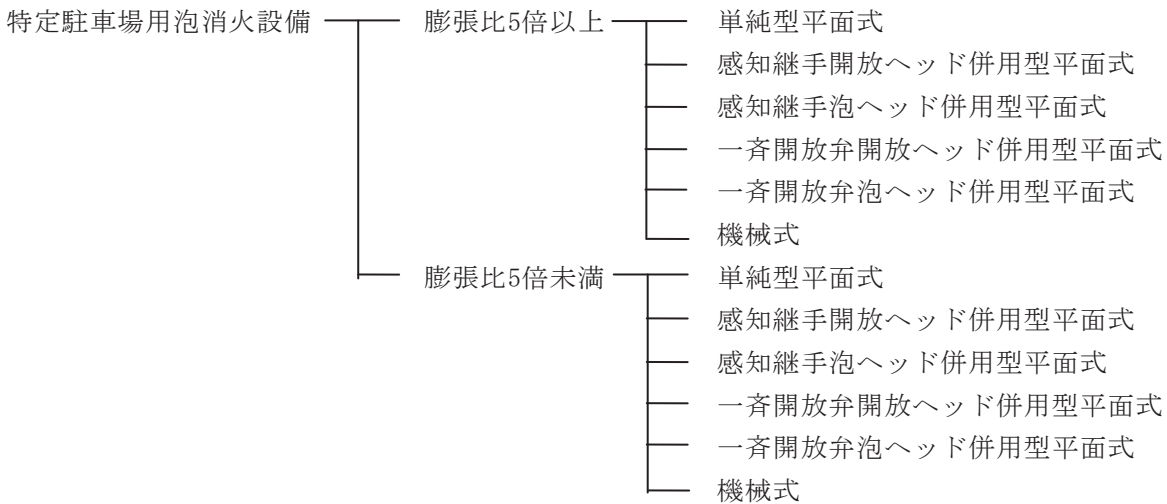 特定駐車場用泡消火設備 膨張比5倍以上 単純型平面式
感知継手開放ヘッド併用型平面式
感知継手泡ヘッド併用型平面式
一斉開放弁開放ヘッド併用型平面式
一斉開放弁泡ヘッド併用型平面式
機械式
膨張比5倍未満 単純型平面式
感知継手開放ヘッド併用型平面式
感知継手泡ヘッド併用型平面式
一斉開放弁開放ヘッド併用型平面式
一斉開放弁泡ヘッド併用型平面式
機械式